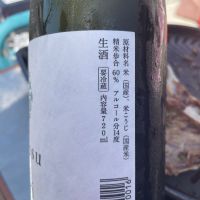 原材料名 米(国産)、米こうじ(国産米)
精米歩合 60% アルコール分14度
要冷蔵 内容量720ml
生酒
su